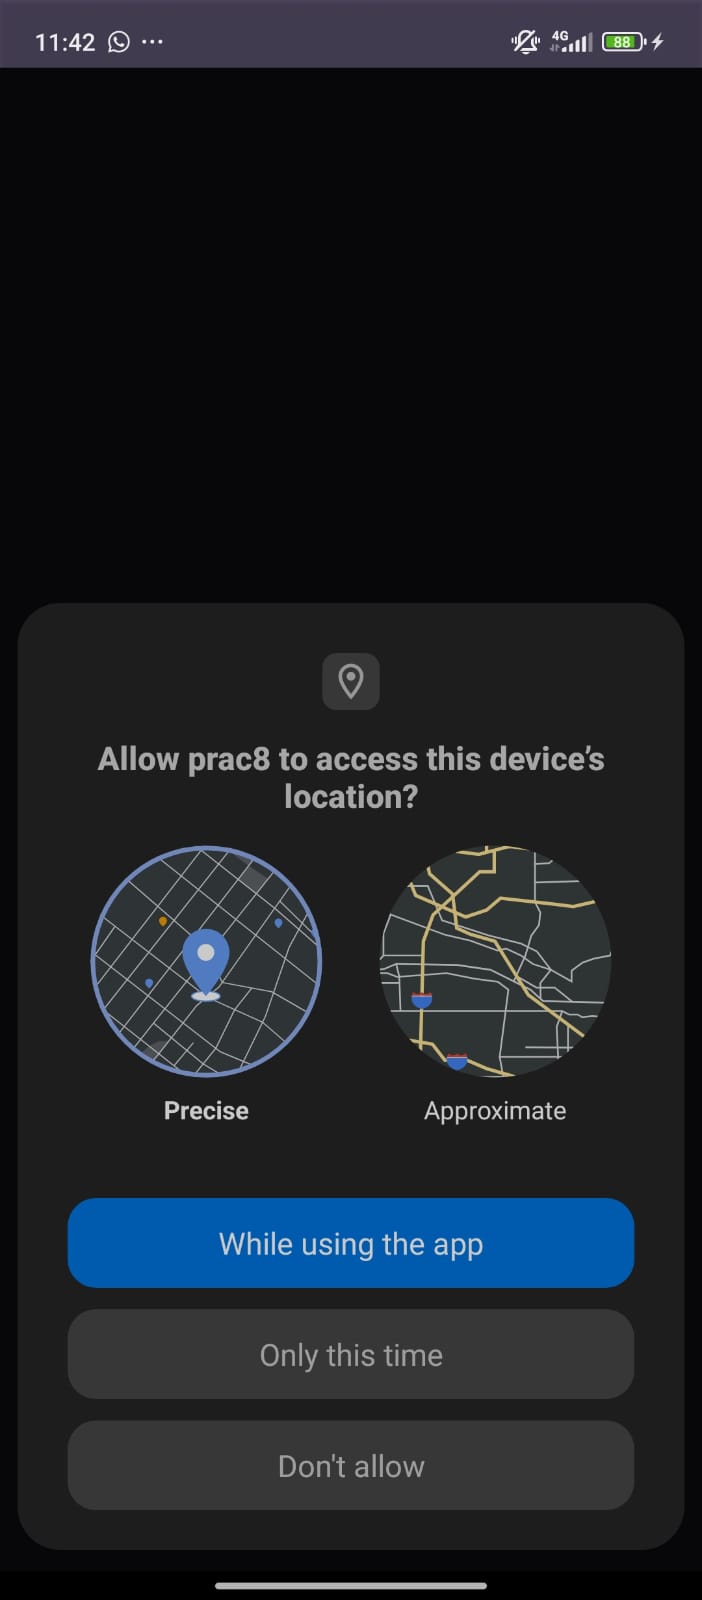 11:42 ... 4G 88
Allow prac8 to access this device’s
location?
Precise Approximate
While using the app
Only this time
Don't allow